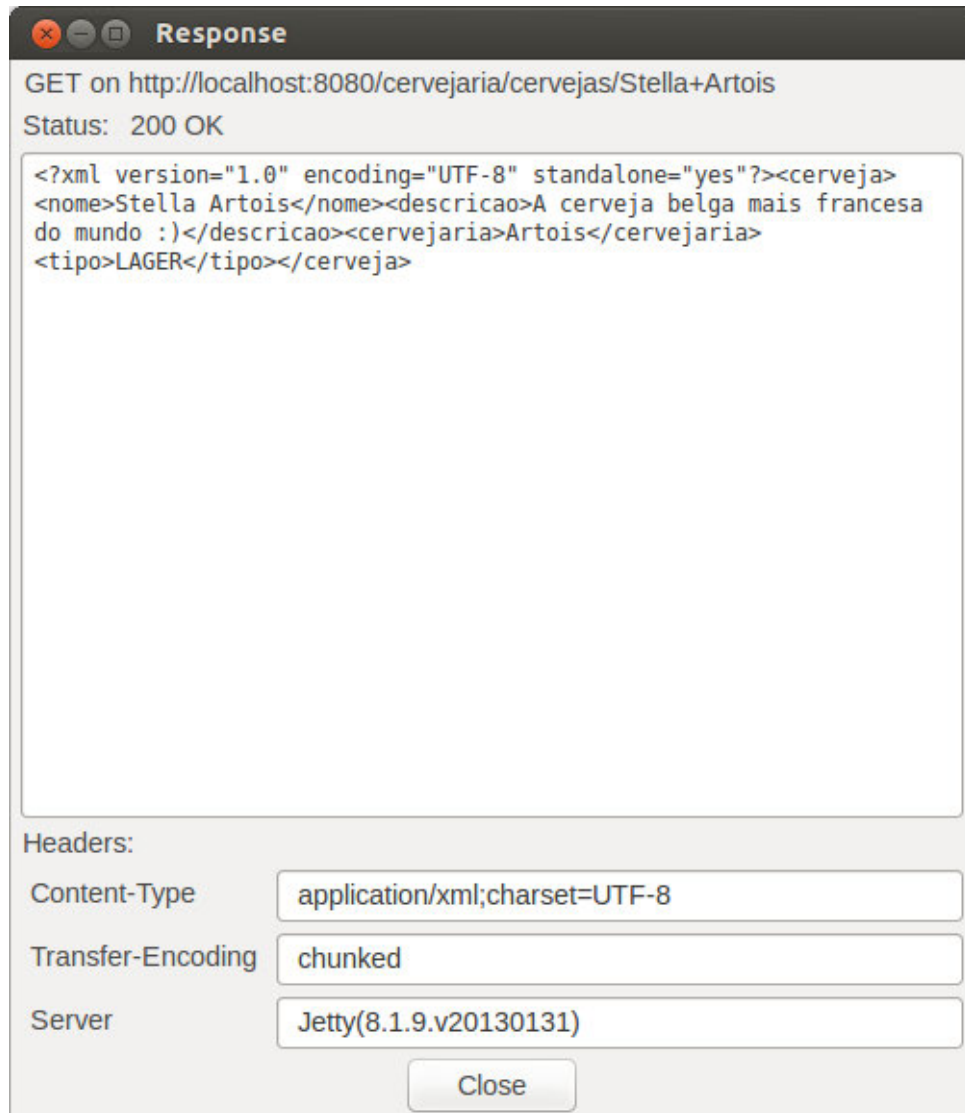 Response
GET on http://localhost:8080/cervejaria/cervejas/Stella+Artois
Status: 200 OK
<?xml version="1.0" encoding="UTF-8" standalone="yes"?><cerveja>
<nome>Stella Artois</nome><descricao>A cerveja belga mais francesa
do mundo :)</descricao><cervejaria>Artois</cervejaria>
<tipo>LAGER</tipo></cerveja>
Headers:
Content-Type application/xml;charset=UTF-8
Transfer-Encoding chunked
Server Jetty(8.1.9.v20130131)
Close